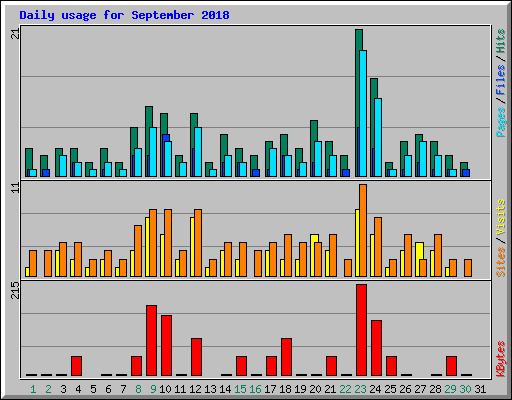 Daily usage for September 2018
21
Pages / Files / Hits
11
Sites / Visits
215
KBytes
1 2 3 4 5 6 7 8 9 10 11 12 13 14 15 16 17 18 19 20 21 22 23 24 25 26 27 28 29 30 31